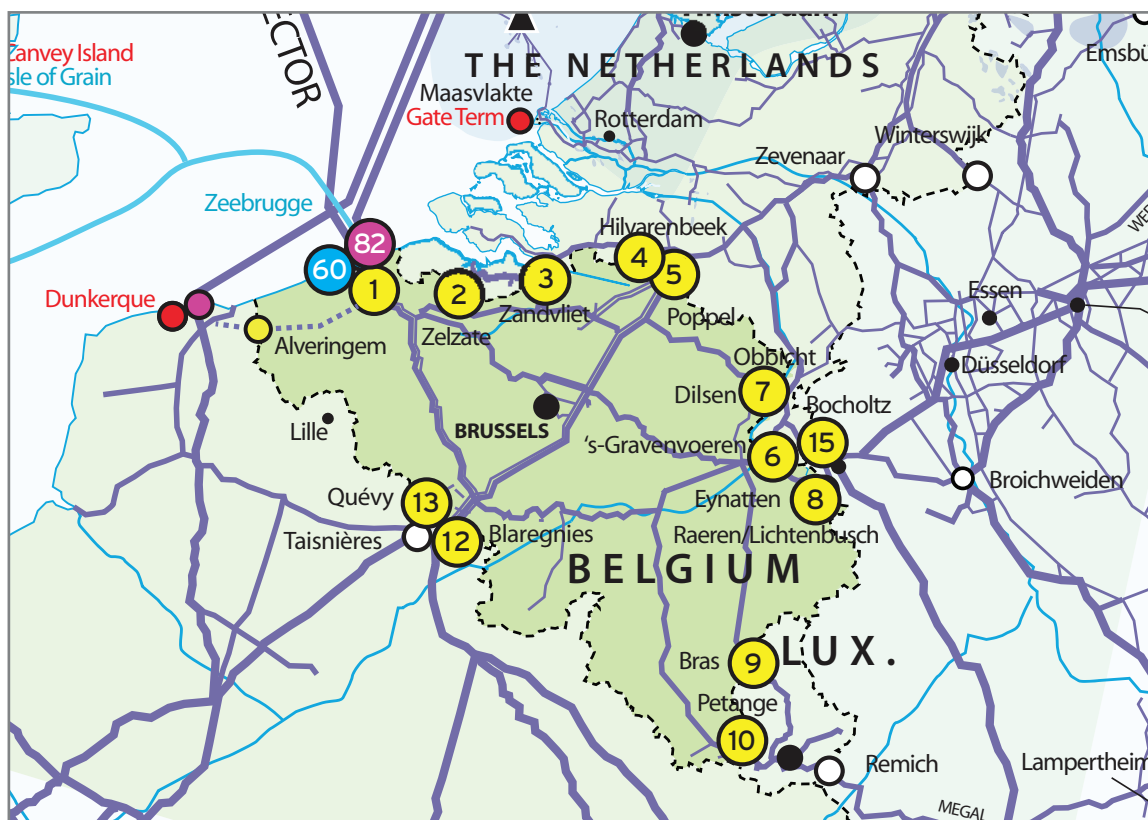 THE NETHERLANDS
Zanvey Island
sle of Grain
ECTOR
Maasvlakte
Gate Term
Rotterdam
Emsbü
Winterswijk
Zevenaar
Zeebrugge
Hilvarenbeek
82
60
1
2
3
4
5
Dunkerque
Zelzate
Zandvliet
Poppel
Essen
Alveringem
Obbicht
Düsseldorf
Dilsen
7
Bocholtz
Lille
BRUSSELS
's-Gravenvoeren
6
15
Quévy
13
Eynatten
8
Broichweiden
Taisnières
12
Blaregnies
Raeren/Lichtenbusch
BELGIUM
Bras
9
LUX.
Petange
10
Remich
Lampertheim
MEGAL